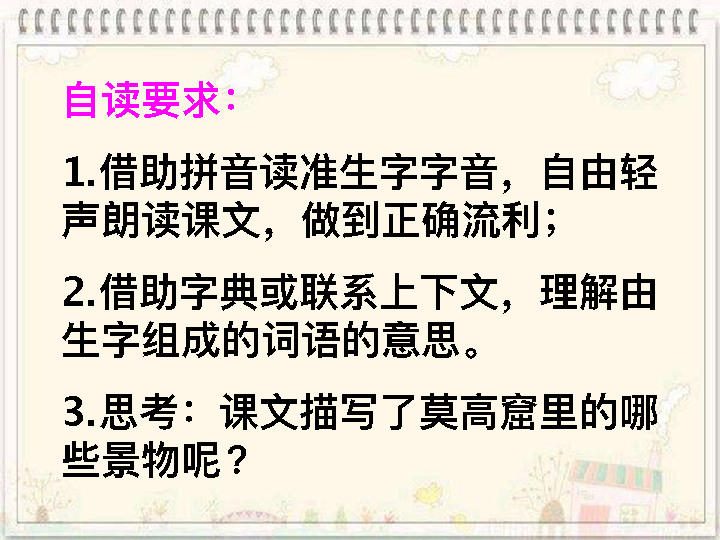 自读要求：
1.借助拼音读准生字字音，自由轻
声朗读课文，做到正确流利；
2.借助字典或联系上下文，理解由
生字组成的词语的意思。
3.思考：课文描写了莫高窟里的哪
些景物呢？